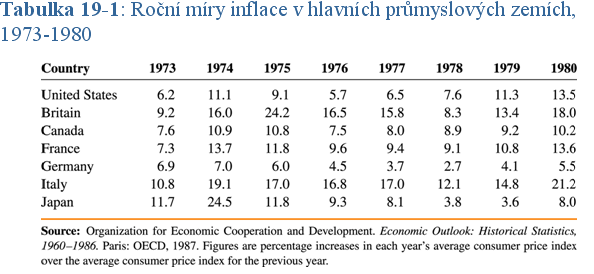 Tabulka 19-1: Roční míry inflace v hlavních průmyslových zemích,
1973-1980
Country 1973 1974 1975 1976 1977 1978 1979 1980
United States 6.2 11.1 9.1 5.7 6.5 7.6 11.3 13.5
Britain 9.2 16.0 24.2 16.5 15.8 8.3 13.4 18.0
Canada 7.6 10.9 10.8 7.5 8.0 8.9 9.2 10.2
France 7.3 13.7 11.8 9.6 9.4 9.1 10.8 13.6
Germany 6.9 7.0 6.0 4.5 3.7 2.7 4.1 5.5
Italy 10.8 19.1 17.0 16.8 17.0 12.1 14.8 21.2
Japan 11.7 24.5 11.8 9.3 8.1 3.8 3.6 8.0
Source: Organization for Economic Cooperation and Development. Economic Outlook: Historical Statistics,
1960–1986. Paris: OECD, 1987. Figures are percentage increases in each year's average consumer price index
over the average consumer price index for the previous year.